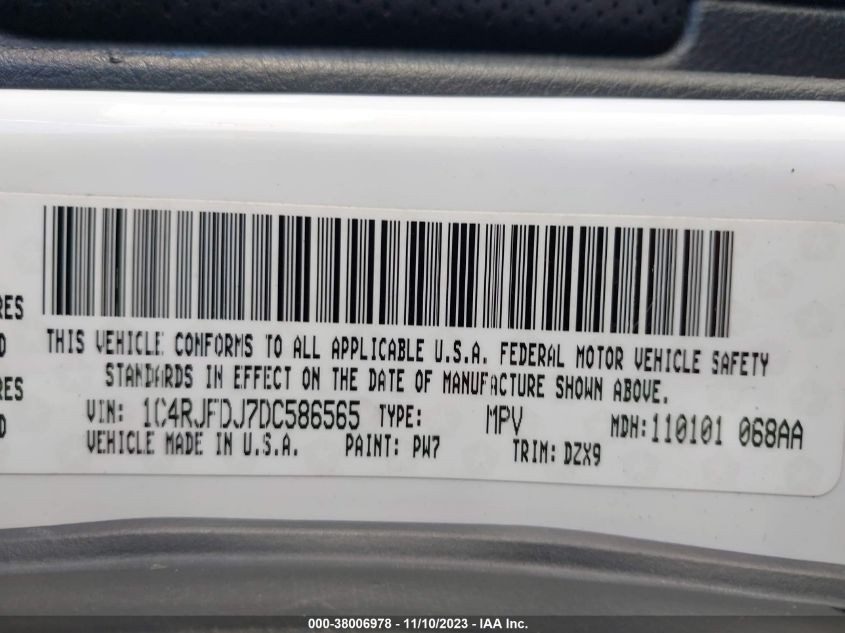 RES
D
RES
D
THIS VEHICLE CONFORMS TO ALL APPLICABLE U.S.A. FEDERAL MOTOR VEHICLE SAFETY
STANDARDS IN EFFECT ON THE DATE OF MANUFACTURE SHOWN ABOVE.
VIN: 1C4RJFDJ7DC586565 TYPE: MPV MDH:110101 068AA
VEHICLE MADE IN U.S.A. PAINT: PW7 TRIM: DZX9
000-38006978 - 11/10/2023 - IAA Inc.